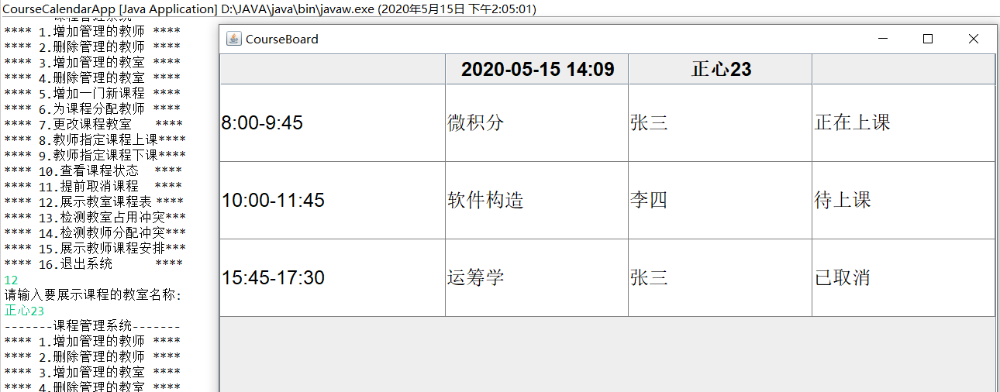 CourseCalendarApp [Java Application] D:\JAVA\java\bin\javaw.exe (2020年5月15日 下午2:05:01)
**** 1.增加管理的教师 ****
**** 2.删除管理的教师 ****
**** 3.增加管理的教室 ****
**** 4.删除管理的教室 ****
**** 5.增加一门新课程 ****
**** 6.为课程分配教师 ****
**** 7.更改课程教室 ****
**** 8.教师指定课程上课****
**** 9.教师指定课程下课****
**** 10.查看课程状态 ****
**** 11.提前取消课程 ****
**** 12.展示教室课程表 ****
**** 13.检测教室占用冲突***
**** 14.检测教师分配冲突***
**** 15.展示教师课程安排***
**** 16.退出系统 ****
12
请输入要展示课程的教室名称:
正心23
-------课程管理系统-------
**** 1.增加管理的教师 ****
**** 2.删除管理的教师 ****
**** 3.增加管理的教室 ****
**** 4.删除管理的教室 ****
CourseBoard
2020-05-15 14:09 正心23
8:00-9:45 微积分 张三 正在上课
10:00-11:45 软件构造 李四 待上课
15:45-17:30 运筹学 张三 已取消